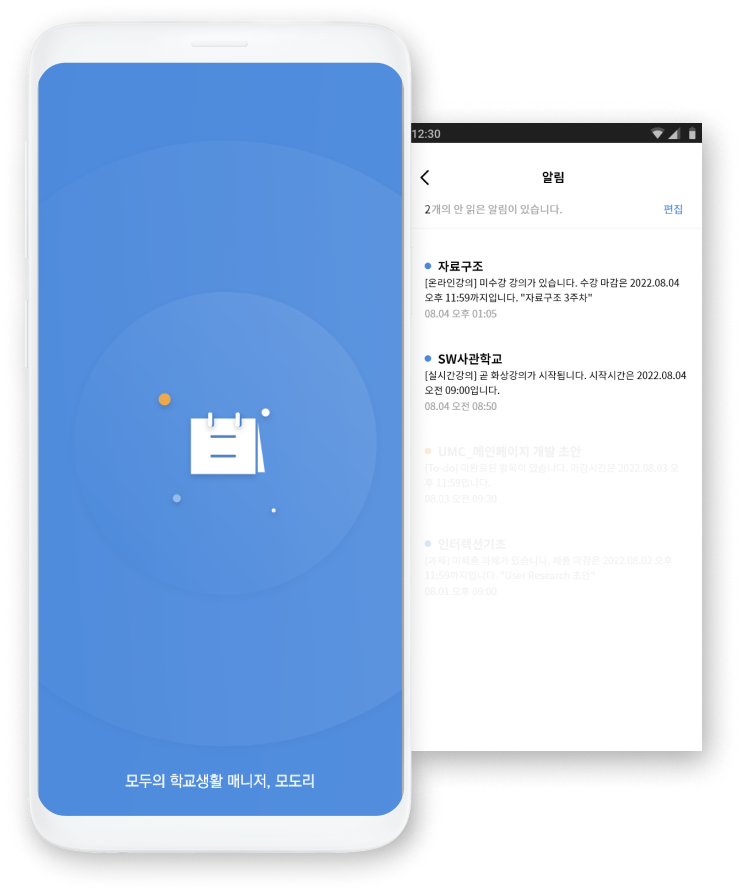 모두의 학교생활 매니저, 모도리
12:30
알림
2개의 안 읽은 알림이 있습니다.
편집
자료구조
[온라인강의] 미수강 강의가 있습니다. 수강 마감은 2022.08.04
오후 11:59까지입니다. "자료구조 3주차"
08.04 오후 01:05
SW사관학교
[실시간강의] 곧 화상강의가 시작됩니다. 시작시간은 2022.08.04
오전 09:00입니다.
08.04 오전 08:50
UMC_메인페이지 개발 초안
[To-do] 미완료된 항목이 있습니다. 마감시간은 2022.08.03 오
후 11:59입니다.
08.03 오전 09:30
인터렉션기초
[과제] 미제출 과제가 있습니다. 제출 마감은 2022.08.02 오후
11:59까지입니다. "User Research 초안"
08.01 오후 09:00